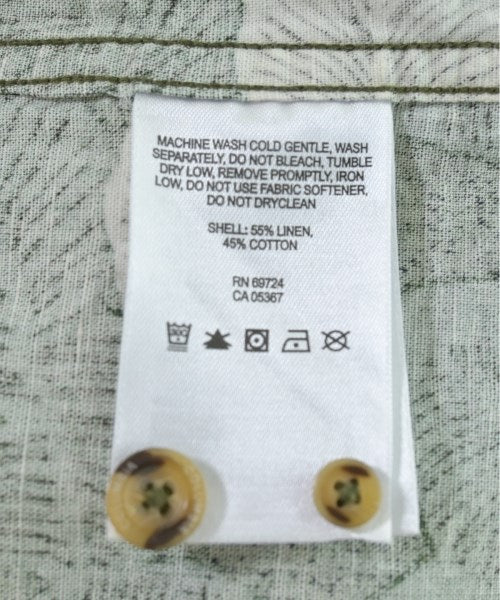 MACHINE WASH COLD GENTLE, WASH
SEPARATELY, DO NOT BLEACH, TUMBLE
DRY LOW, REMOVE PROMPTLY, IRON
LOW, DO NOT USE FABRIC SOFTENER,
DO NOT DRYCLEAN
SHELL: 55% LINEN,
45% COTTON
RN 69724
CA 05367